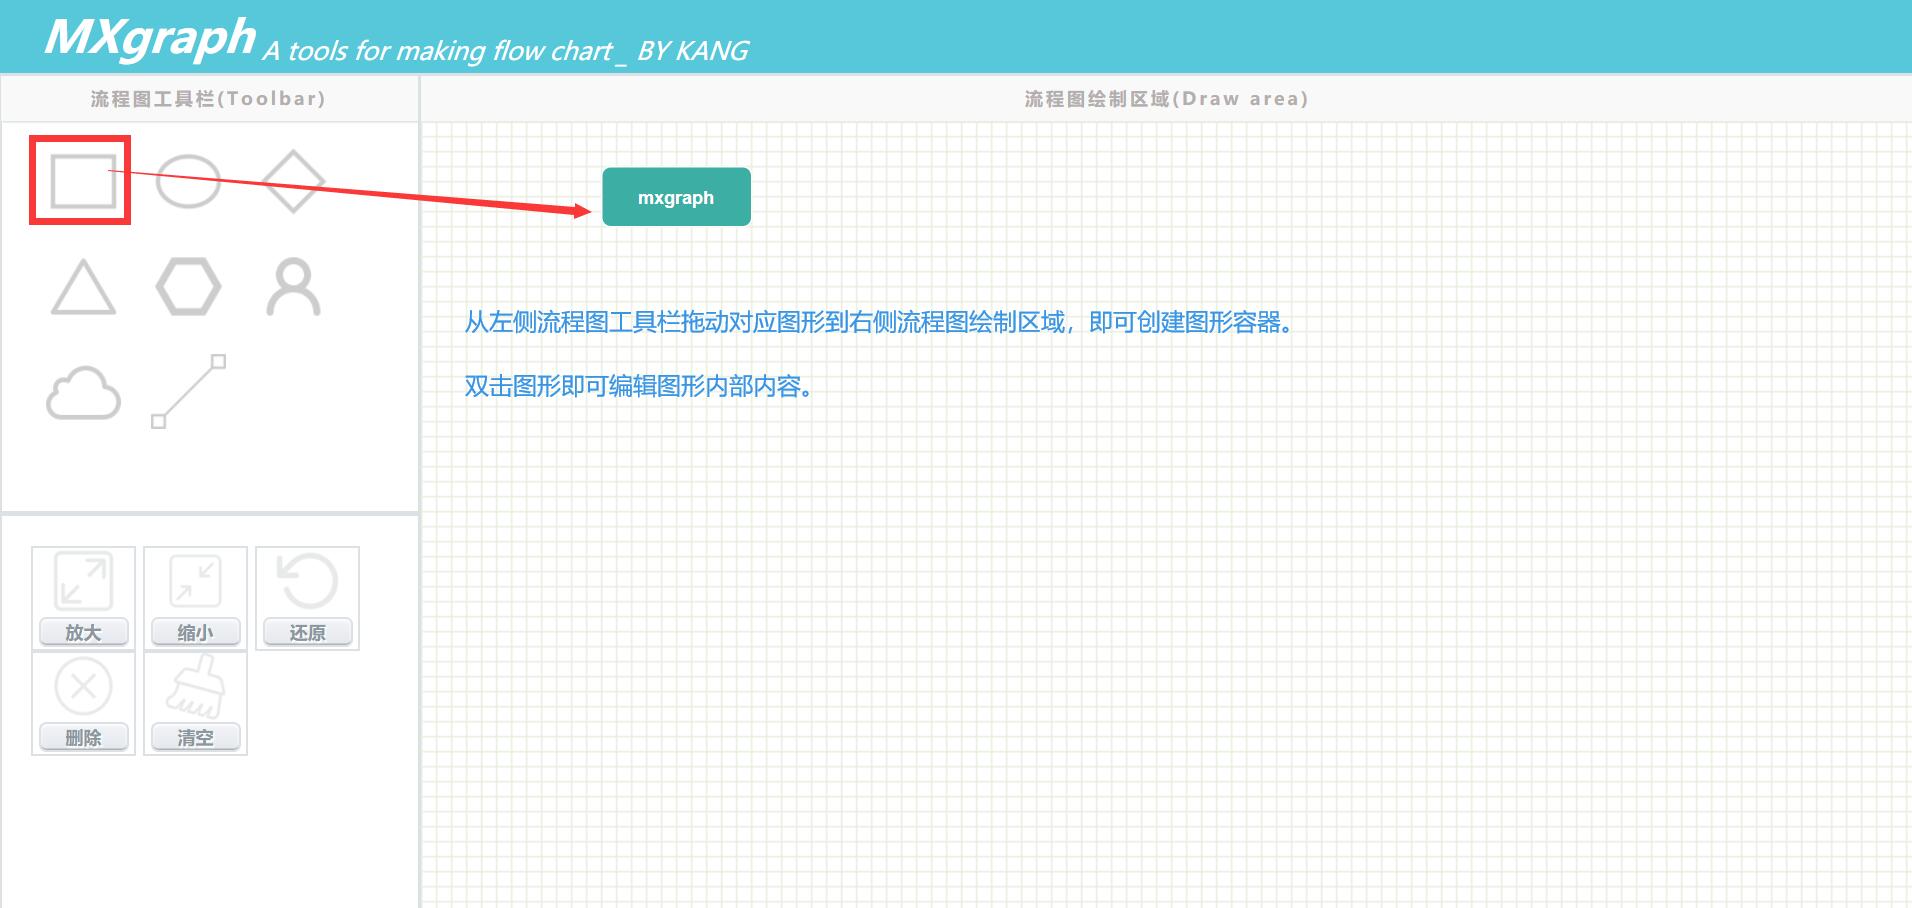 MXgraph A tools for making flow chart _ BY KANG
流程图工具栏(Toolbar)
流程图绘制区域(Draw area)
mxgraph
从左侧流程图工具栏拖动对应图形到右侧流程图绘制区域，即可创建图形容器。
双击图形即可编辑图形内部内容。
放大
缩小
还原
删除
清空